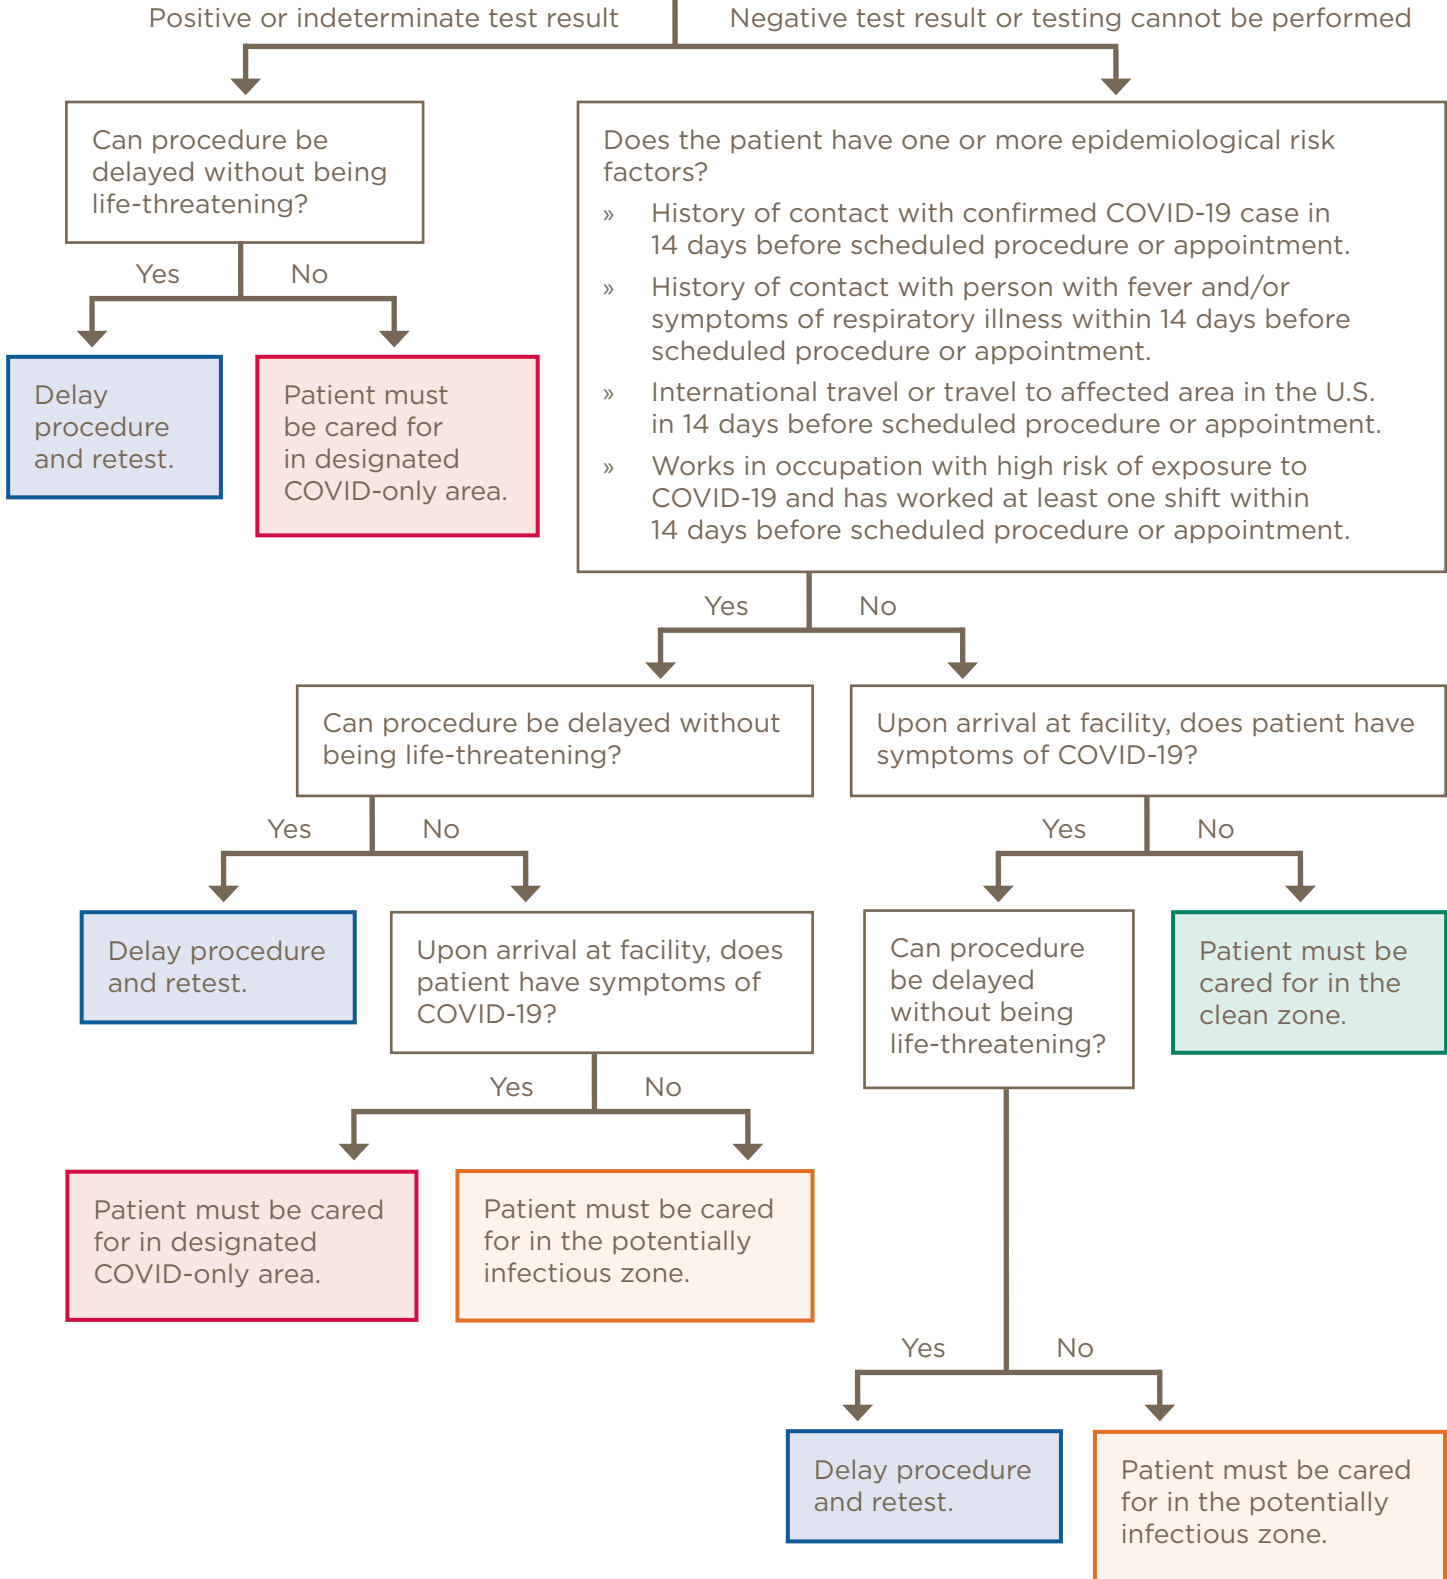 Positive or indeterminate test result
Negative test result or testing cannot be performed
Can procedure be
delayed without being
life-threatening?
Does the patient have one or more epidemiological risk
factors?
» History of contact with confirmed COVID-19 case in
14 days before scheduled procedure or appointment.
» History of contact with person with fever and/or
symptoms of respiratory illness within 14 days before
scheduled procedure or appointment.
» International travel or travel to affected area in the U.S.
in 14 days before scheduled procedure or appointment.
» Works in occupation with high risk of exposure to
COVID-19 and has worked at least one shift within
14 days before scheduled procedure or appointment.
Yes
No
Delay
procedure
and retest.
Patient must
be cared for
in designated
COVID-only area.
Yes
No
Can procedure be delayed without
being life-threatening?
Upon arrival at facility, does patient have
symptoms of COVID-19?
Yes
No
Yes
No
Delay procedure
and retest.
Upon arrival at facility, does
patient have symptoms of
COVID-19?
Can procedure
be delayed
without being
life-threatening?
Patient must be
cared for in the
clean zone.
Yes
No
Patient must be cared
for in designated
COVID-only area.
Patient must be cared
for in the potentially
infectious zone.
Yes
No
Delay procedure
and retest.
Patient must be cared
for in the potentially
infectious zone.